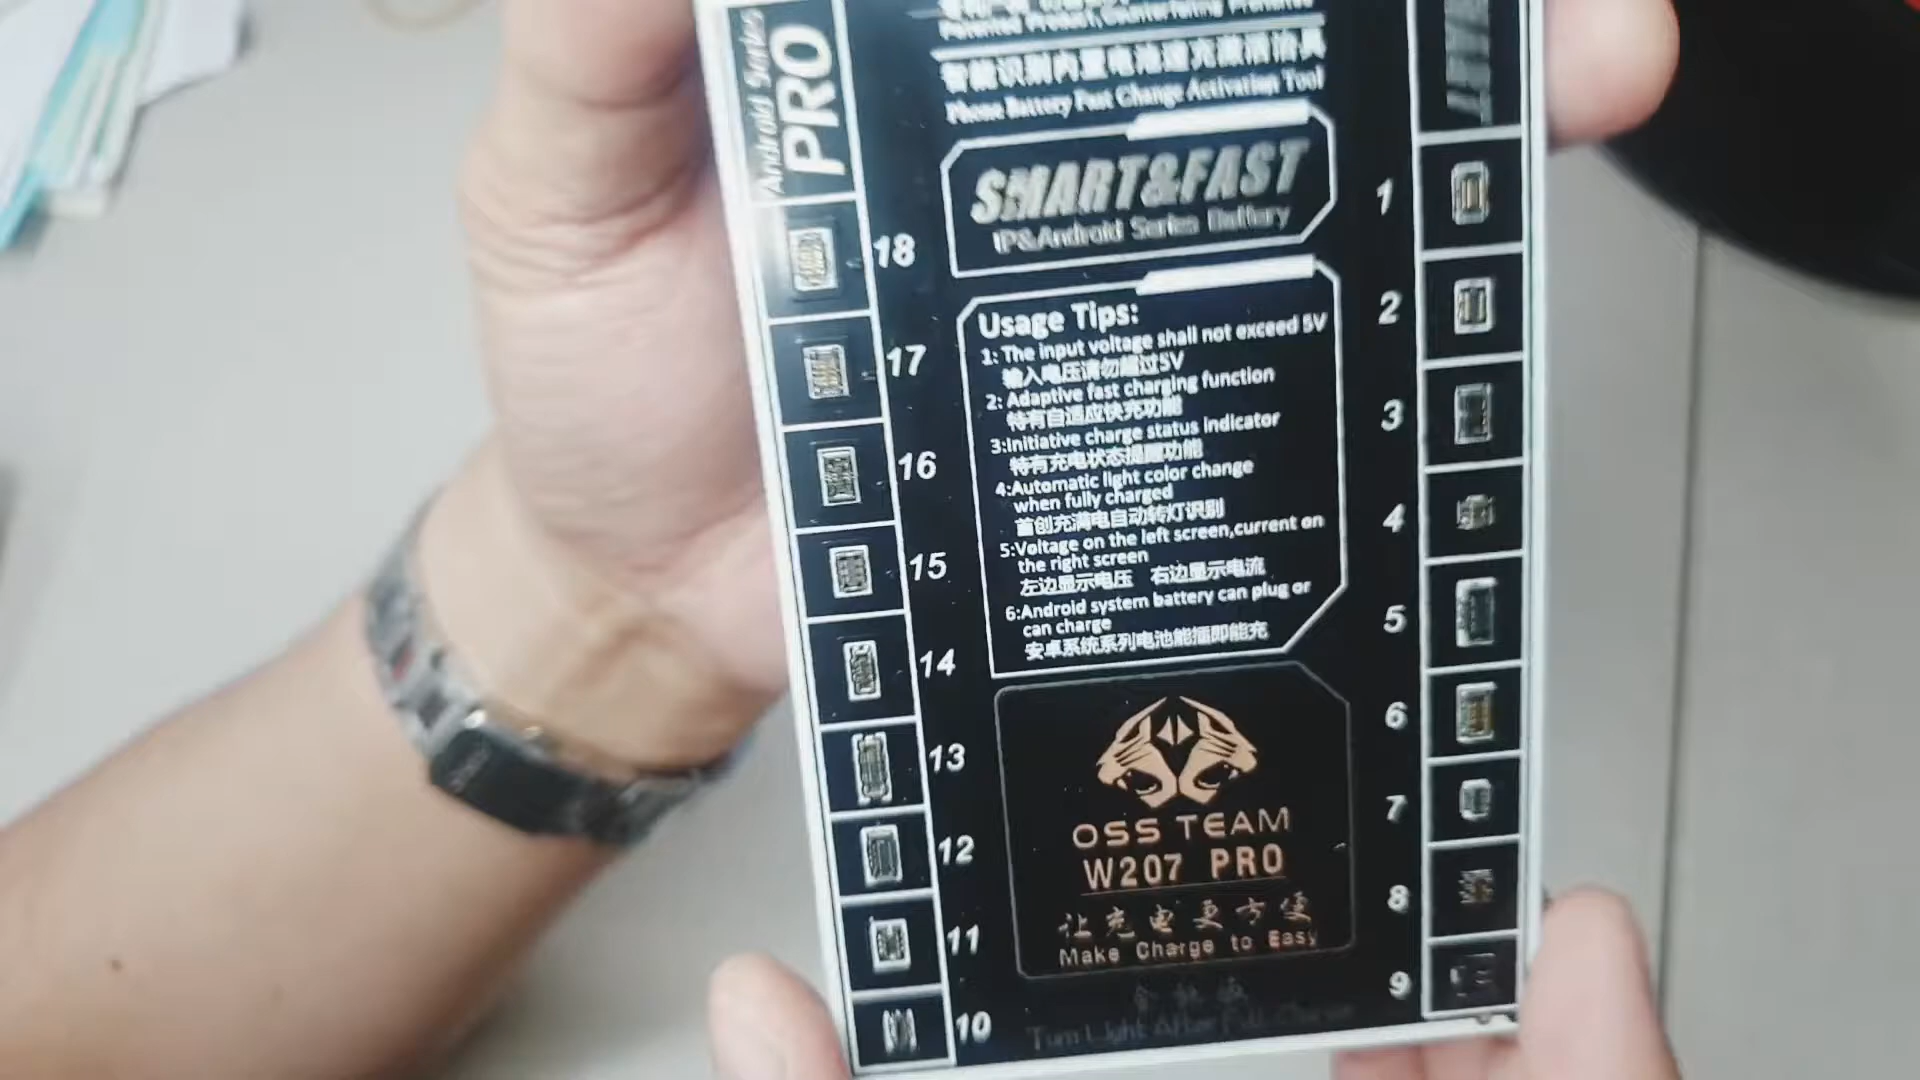 Patented Product, Counterfeiting Prohibited
智能识别内置电池速充激活治具
Phone Battery Fast Change Activation Tool
Android Series
PRO
SMART&FAST
IP&Android Series Battery
Usage Tips:
1: The input voltage shall not exceed 5V
输入电压请勿超过5V
2: Adaptive fast charging function
特有自适应快充功能
3:Initiative charge status indicator
特有充电状态提醒功能
4:Automatic light color change
when fully charged
首创充满电自动转灯识别
5:Voltage on the left screen,current on
the right screen
左边显示电压 右边显示电流
6:Android system battery can plug or
can charge
安卓系统系列电池能插即能充
OSS TEAM
W207 PRO
让充电更方便
Make Charge to Easy
Turn Light After Full Charge
18
17
16
15
14
13
12
11
10
1
2
3
4
5
6
7
8
9